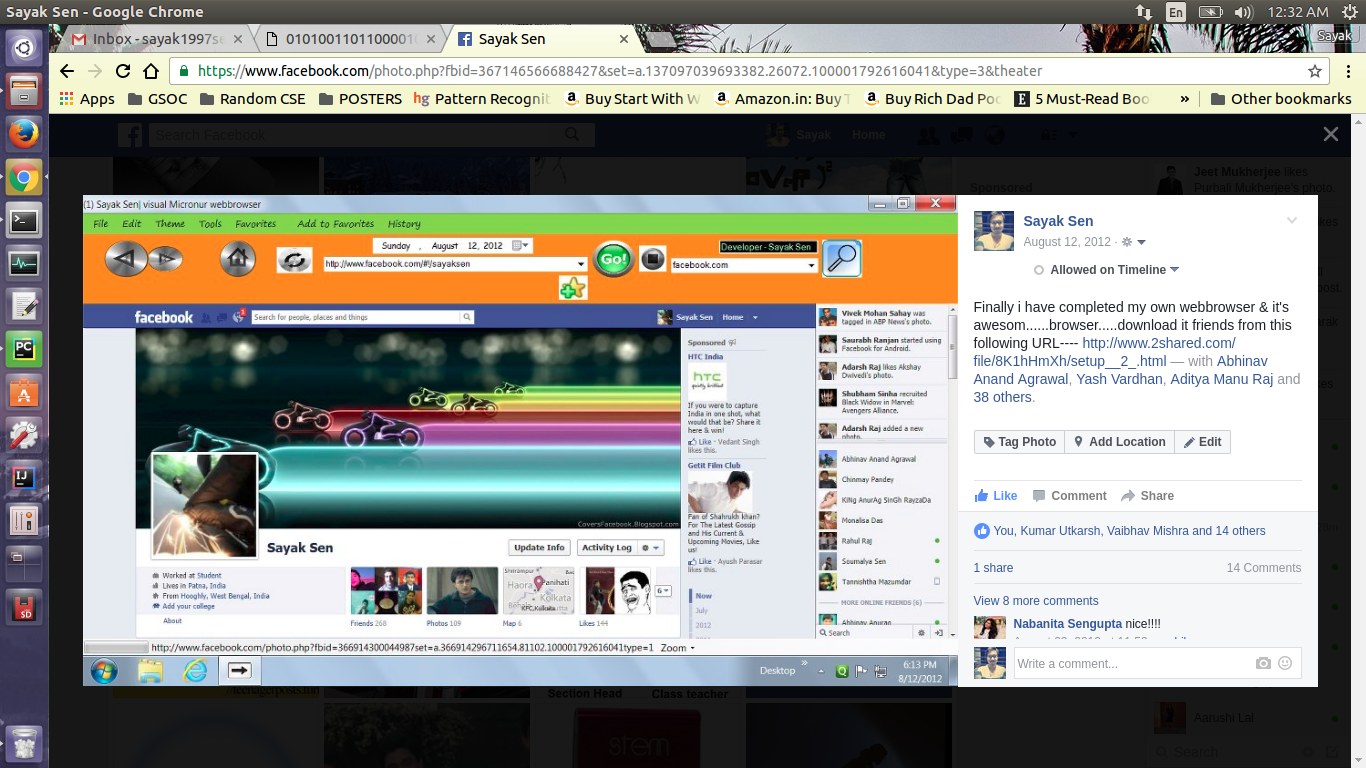 Sayak Sen - Google Chrome
En
12:32 AM
Inbox - sayak1997se
0101001101100001
Sayak Sen
Sayak
https://www.facebook.com/photo.php?fbid=367146566688427&set=a.137097039693382.26072.100001792616041&type=3&theater
Apps
GSOC
Random CSE
POSTERS
hg Pattern Recognit
Buy Start With W
Amazon.in: Buy T
Buy Rich Dad Poo
5 Must-Read Boo
»
Other bookmarks
Search Facebook
Sayak
Home
Sponsored
Jeet Mukherjee likes
Purbali Mukherjee's photo.
(1) Sayak Sen| visual Micronur webbrowser
File Edit Theme Tools Favorites Add to Favorites History
Sunday , August 12, 2012
Developer - Sayak Sen
http://www.facebook.com/#!/sayaksen
Go!
facebook.com
facebook
1
Search for people, places and things
Sayak Sen
Home
Sponsored
HTC India
htc
quietly brilliant
If you were to capture
India in one shot, what
would that be? Share it
here & win!
Like · Vedant Singh
likes this.
Getit Film Club
Fan of Shahrukh khan?
For The Latest Gossip
and His Current &
Upcoming Movies, Like
us!
Like · Ayush Parasar
likes this.
Now
July
2012
Vivek Mohan Sahay was
tagged in ABP News's photo.
Saurabh Ranjan started using
Facebook for Android.
Adarsh Raj likes Akshay
Dwivedi's photo.
Shubham Sinha recruited
Black Widow in Marvel:
Avengers Alliance.
Adarsh Raj added a new
photo.
Abhinav Anand Agrawal
Chinmay Pandey
KiNg AnurAg SinGh RayzaDa
Monalisa Das
Rahul Raj
Soumalya Sen
Tannishtha Mazumdar
MORE ONLINE FRIENDS (6)
Abhinav Anurag
Search
CoversFacebook.Blogspot.com
Sayak Sen
Update Info
Activity Log
Worked at Student
Lives in Patna, India
From Hooghly, West Bengal, India
Add your college
About
Friends 268
Photos 109
Sherirampur
Haora
Panihati
Kolkata
KPC,Kolkata
Map 6
Likes 144
6
http://www.facebook.com/photo.php?fbid=366914300044987set=a.366914296711654.81102.100001792616041type=1
Zoom
Desktop
»
6:13 PM
8/12/2012
Sayak Sen
August 12, 2012 ·
Allowed on Timeline
Finally i have completed my own webbrowser & it's
awesom......browser.....download it friends from this
following URL---- http://www.2shared.com/
file/8K1hHmXh/setup__2_.html — with Abhinav
Anand Agrawal, Yash Vardhan, Aditya Manu Raj and
38 others.
Tag Photo
Add Location
Edit
Like
Comment
Share
You, Kumar Utkarsh, Vaibhav Mishra and 14 others
1 share
14 Comments
View 8 more comments
Nabanita Sengupta nice!!!!
Write a comment...
Section Head
Class teacher
stem
Aarushi Lal
Search